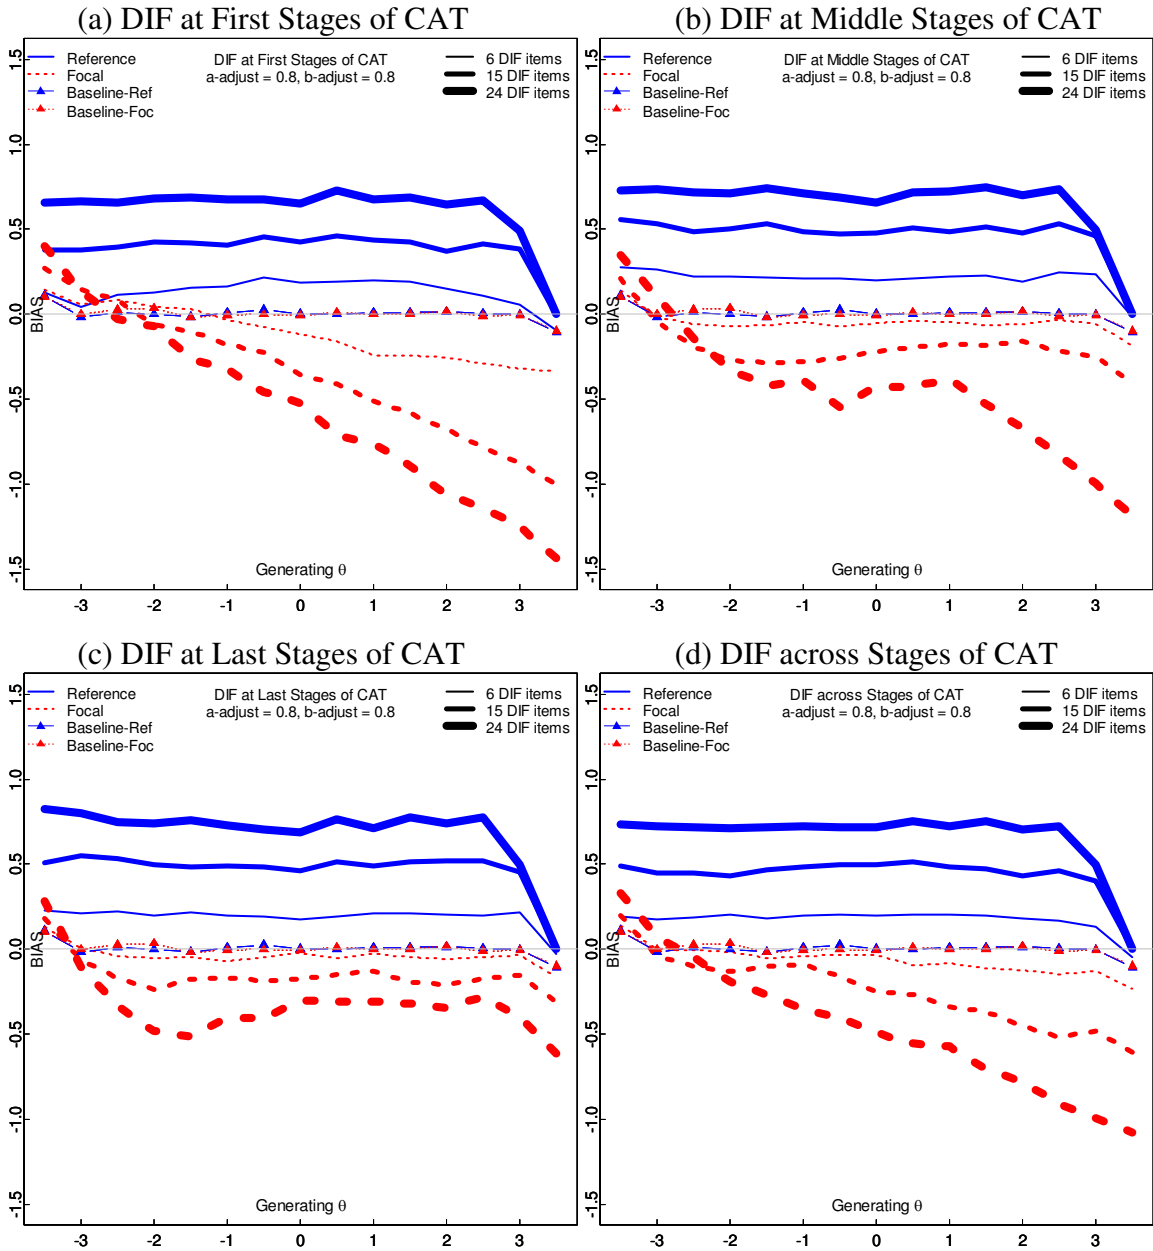 (a) DIF at First Stages of CAT
Reference
Focal
Baseline-Ref
Baseline-Foc
DIF at First Stages of CAT
a-adjust = 0.8, b-adjust = 0.8
6 DIF items
15 DIF items
24 DIF items
1.5
1.0
0.5
0.0
-0.5
-1.0
-1.5
BIAS
Generating θ
-3 -2 -1 0 1 2 3
(b) DIF at Middle Stages of CAT
Reference
Focal
Baseline-Ref
Baseline-Foc
DIF at Middle Stages of CAT
a-adjust = 0.8, b-adjust = 0.8
6 DIF items
15 DIF items
24 DIF items
1.5
1.0
0.5
0.0
-0.5
-1.0
-1.5
BIAS
Generating θ
-3 -2 -1 0 1 2 3
(c) DIF at Last Stages of CAT
Reference
Focal
Baseline-Ref
Baseline-Foc
DIF at Last Stages of CAT
a-adjust = 0.8, b-adjust = 0.8
6 DIF items
15 DIF items
24 DIF items
1.5
1.0
0.5
0.0
-0.5
-1.0
-1.5
BIAS
Generating θ
-3 -2 -1 0 1 2 3
(d) DIF across Stages of CAT
Reference
Focal
Baseline-Ref
Baseline-Foc
DIF across Stages of CAT
a-adjust = 0.8, b-adjust = 0.8
6 DIF items
15 DIF items
24 DIF items
1.5
1.0
0.5
0.0
-0.5
-1.0
-1.5
BIAS
Generating θ
-3 -2 -1 0 1 2 3